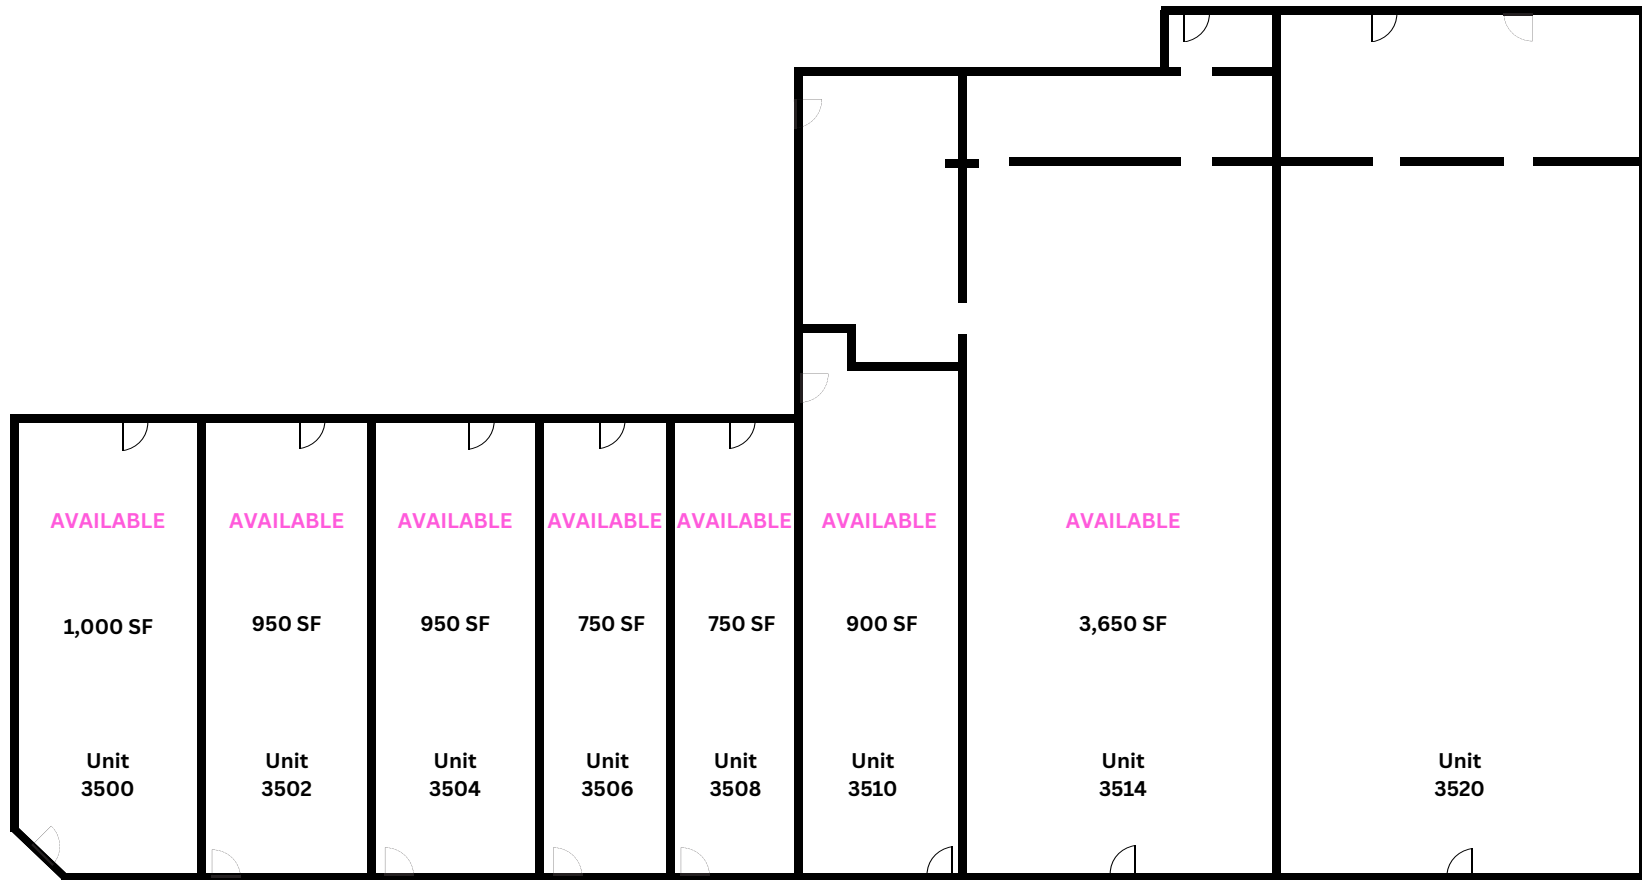 AVAILABLE AVAILABLE AVAILABLE AVAILABLE AVAILABLE AVAILABLE AVAILABLE
1,000 SF 950 SF 950 SF 750 SF 750 SF 900 SF 3,650 SF
Unit Unit Unit Unit Unit Unit Unit Unit
3500 3502 3504 3506 3508 3510 3514 3520